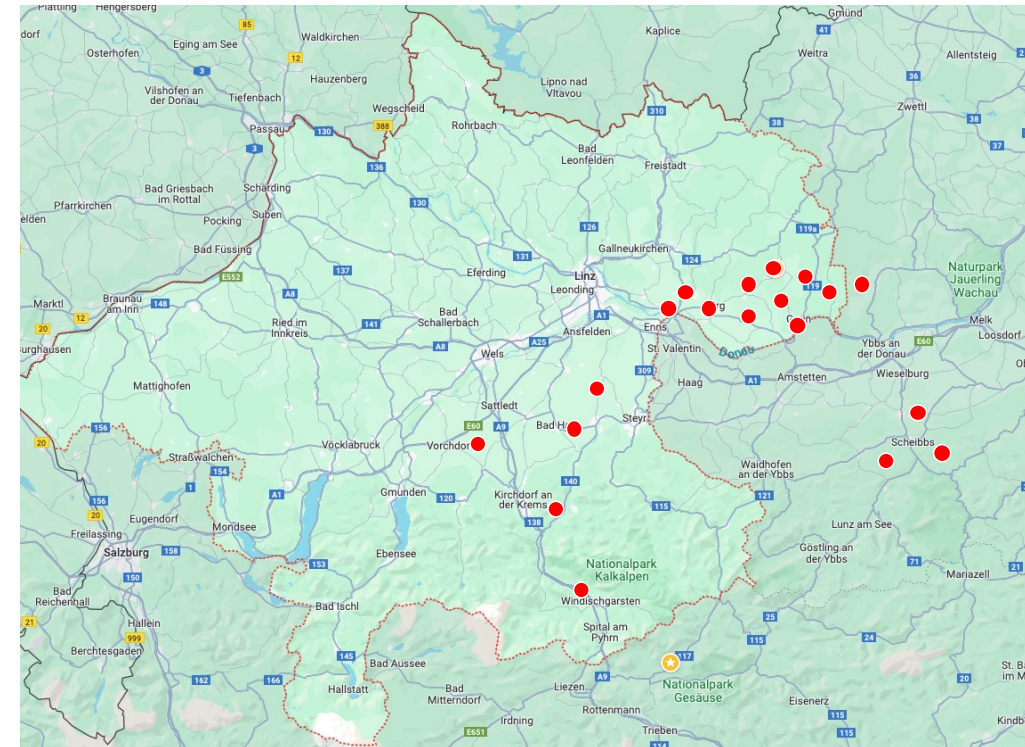 Plattling
Hengersberg
Gmünd
85
41
dorf
Eging am See
Waldkirchen
Kaplice
Osterhofen
12
Weitra
Allentsteig
3
Hauzenberg
Lipno nad
Vltavou
36
Vilshofen an
der Donau
Tiefenbach
Wegscheid
Zwettl
310
Passau
130
388
Rohrbach
38
38
3
136
Bad
Leonfelden
Freistadt
37
Bad Griesbach
im Rottal
Schärding
Pfarrkirchen
130
Pocking
Suben
126
119a
Bad Füssing
Gallneukirchen
131
124
E552
137
Eferding
Linz
Leonding
119
Naturpark
Jauerling
Wachau
Marktl
Braunau
am Inn
148
A8
20
12
Ried im
Innkreis
141
Bad
Schallerbach
A1
Ansfelden
Enns
Melk
Loosdorf
Burghausen
A8
A25
St. Valentin
Donau
Ybbs an
der Donau
E60
Wels
309
Haag
A1
Amstetten
Wieselburg
Mattighofen
Sattledt
156
E60
A9
Steyr
20
Vöcklabruck
Vorchdorf
Scheibbs
Straßwalchen
154
Waidhofen
an der Ybbs
1
A1
Gmunden
120
Kirchdorf an
der Krems
140
121
156
20
Eugendorf
Mondsee
138
115
Lunz am See
Freilassing
158
Salzburg
153
Ebensee
Nationalpark
Kalkalpen
Göstling an
der Ybbs
71
21
Mariazell
150
Bad
Reichenhall
Bad Ischl
Windischgarsten
Hallein
21
25
999
Spital am
Pyhrn
115
24
Berchtesgaden
145
Bad Aussee
117
162
166
Hallstatt
A9
Nationalpark
Gesäuse
20
Bad
Mitterndorf
Liezen
Eisenerz
Rottenmann
115
Irdning
E651
Trieben
115
114